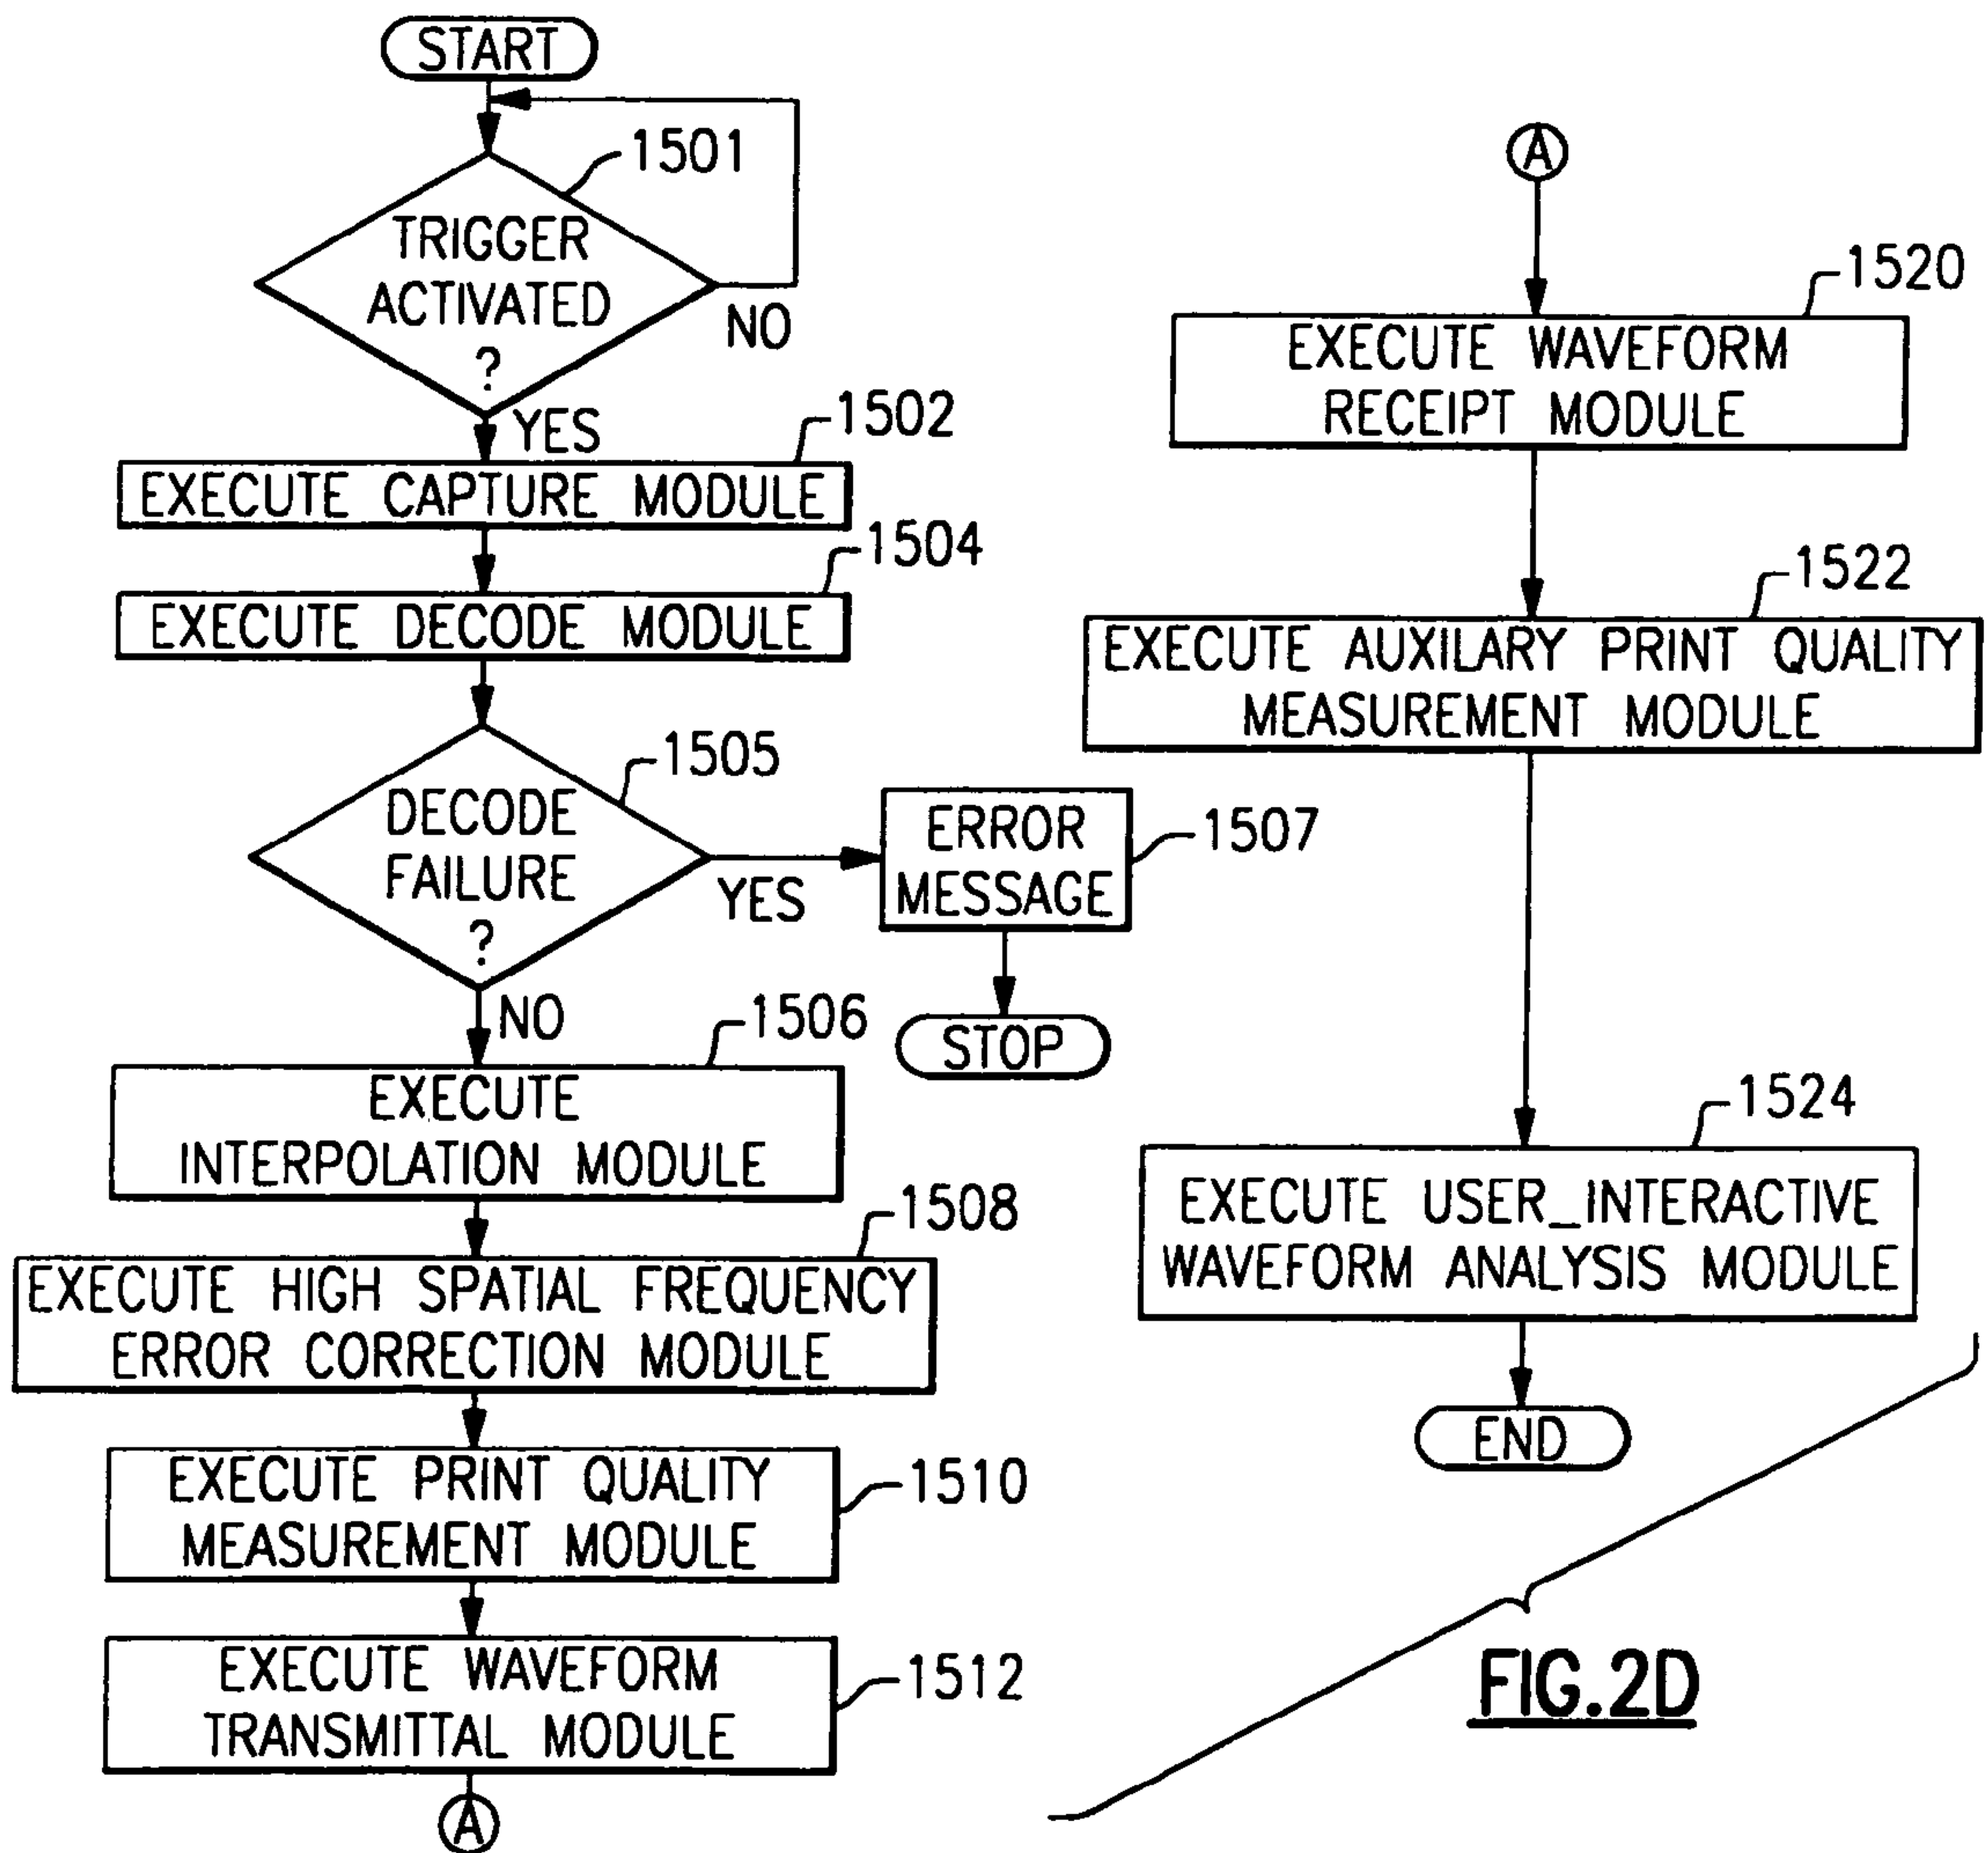 START
1501
TRIGGER
ACTIVATED
?
NO
YES
1502
EXECUTE CAPTURE MODULE
1504
EXECUTE DECODE MODULE
1505
DECODE
FAILURE
?
YES
ERROR
MESSAGE
1507
STOP
NO
1506
EXECUTE
INTERPOLATION MODULE
1508
EXECUTE HIGH SPATIAL FREQUENCY
ERROR CORRECTION MODULE
EXECUTE PRINT QUALITY
MEASUREMENT MODULE
1510
EXECUTE WAVEFORM
TRANSMITTAL MODULE
1512
A
A
1520
EXECUTE WAVEFORM
RECEIPT MODULE
1522
EXECUTE AUXILARY PRINT QUALITY
MEASUREMENT MODULE
1524
EXECUTE USER_INTERACTIVE
WAVEFORM ANALYSIS MODULE
END
FIG.2D